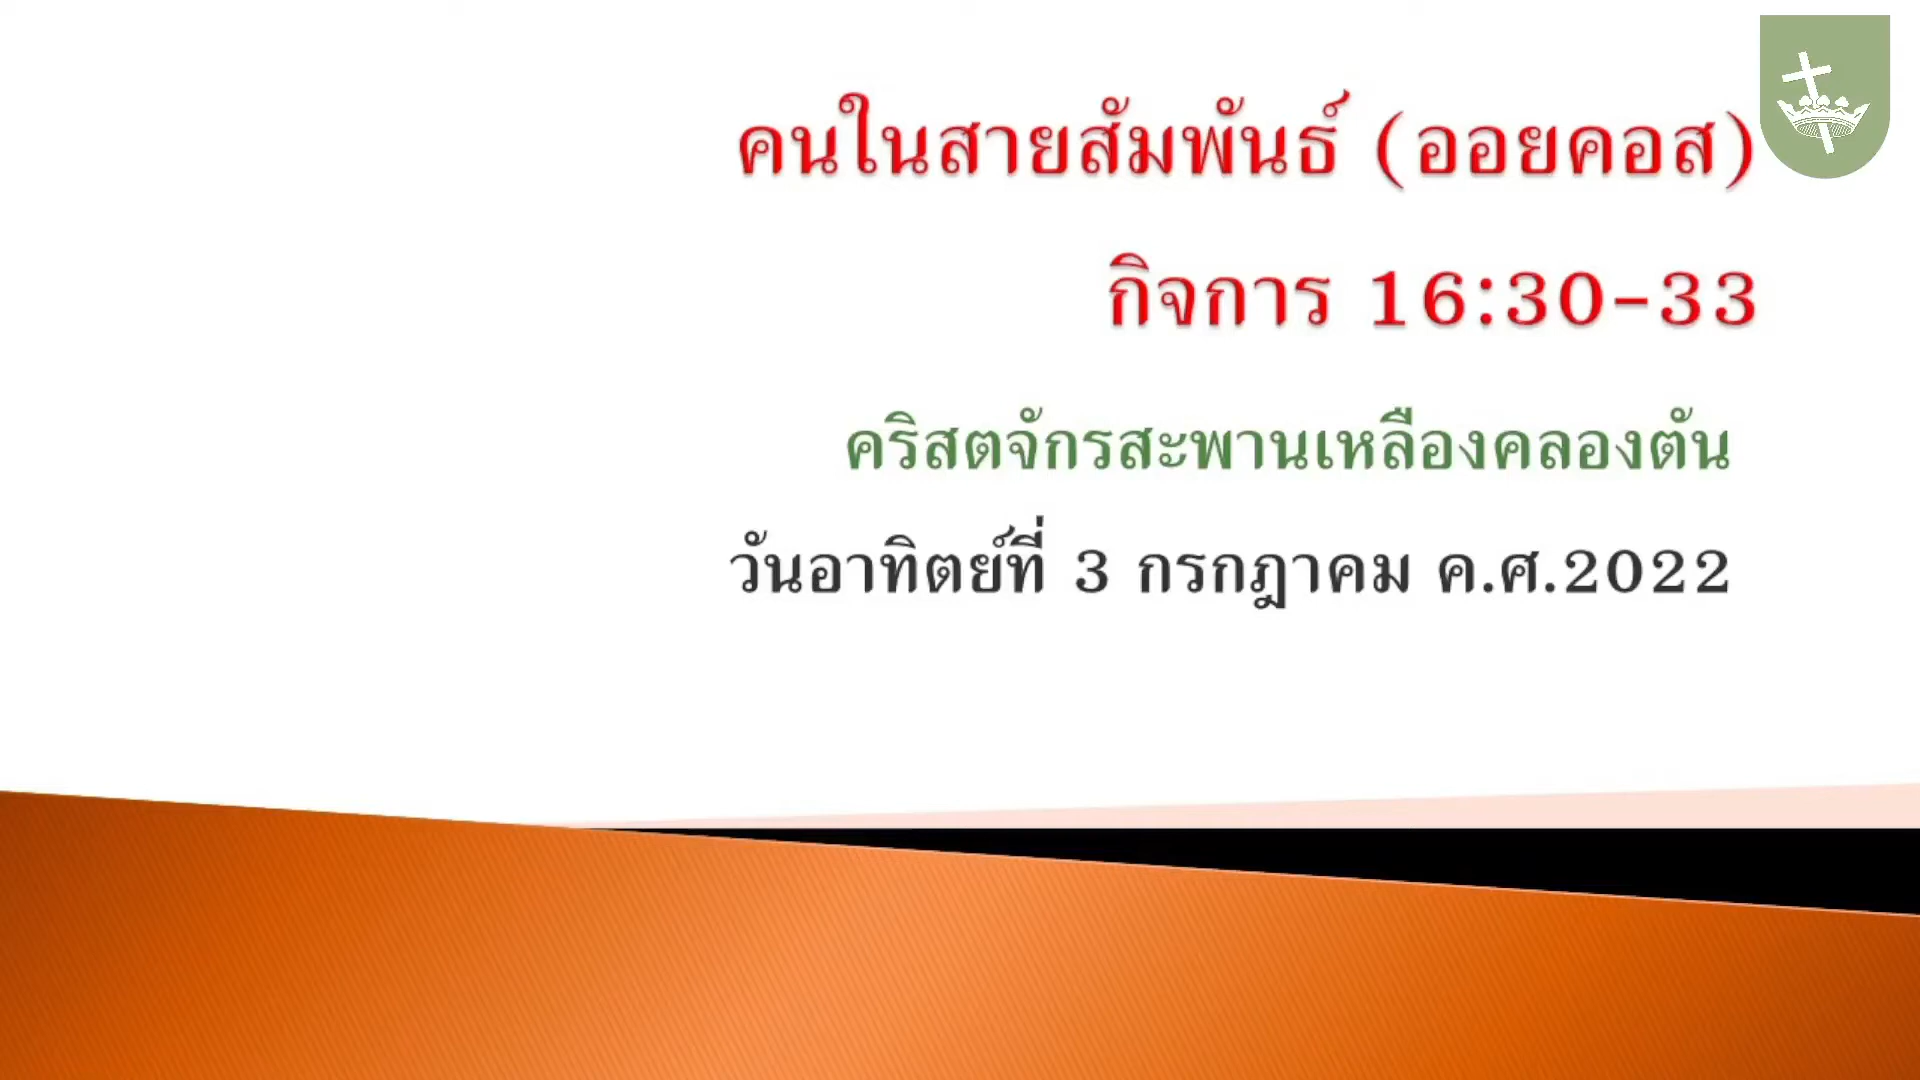 คนในสายสัมพันธ์ (ออยคอส)
กิจการ 16:30-33
คริสตจักรสะพานเหลืองคลองตัน
วันอาทิตย์ที่ 3 กรกฎาคม ค.ศ.2022